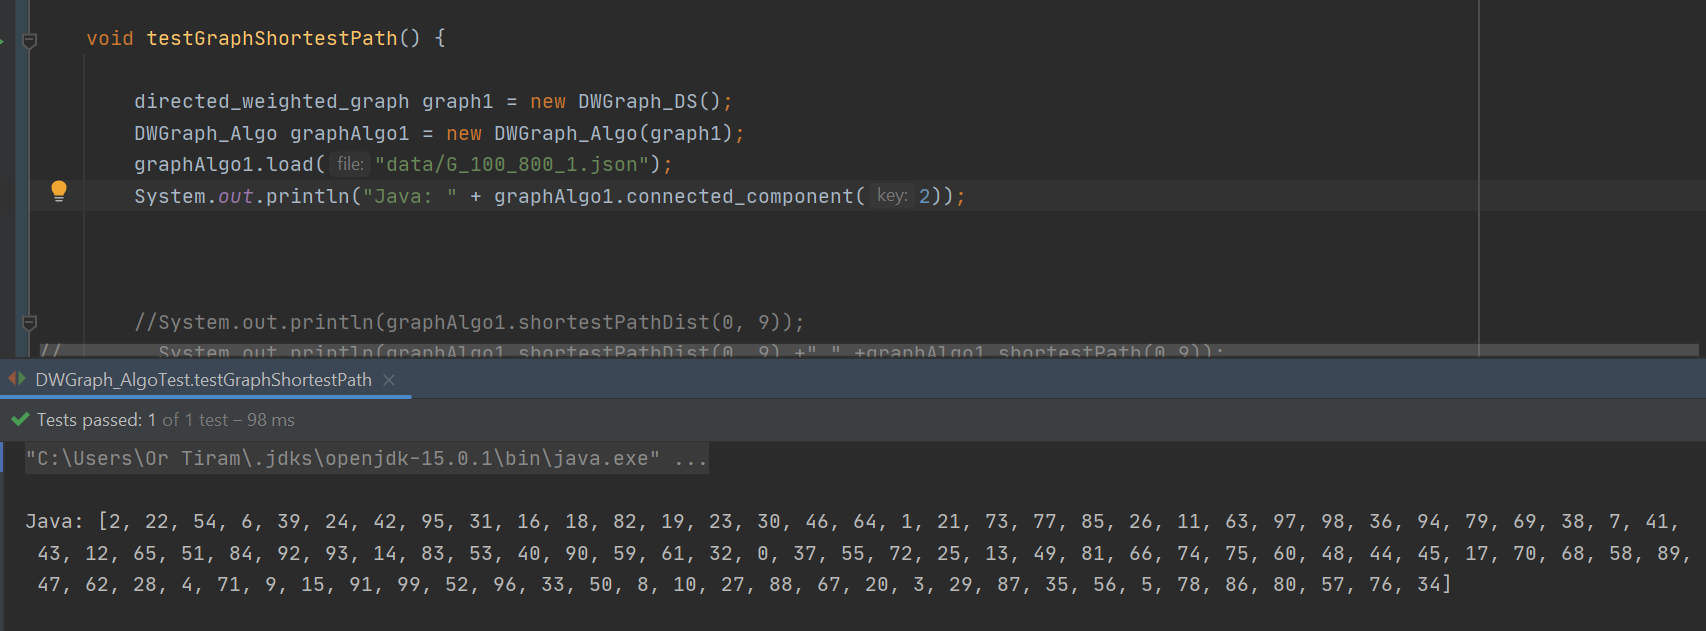 void testGraphShortestPath() {
directed_weighted_graph graph1 = new DWGraph_DS();
DWGraph_Algo graphAlgo1 = new DWGraph_Algo(graph1);
graphAlgo1.load( file: "data/G_100_800_1.json");
System.out.println("Java: " + graphAlgo1.connected_component( key: 2));
//System.out.println(graphAlgo1.shortestPathDist(0, 9));
// System.out.println(graphAlgo1.shortestPathDist(0, 9) +" " +graphAlgo1.shortestPath(0,9));
DWGraph_AlgoTest.testGraphShortestPath
Tests passed: 1 of 1 test – 98 ms
"C:\Users\Or Tiram\.jdks\openjdk-15.0.1\bin\java.exe" ...
Java: [2, 22, 54, 6, 39, 24, 42, 95, 31, 16, 18, 82, 19, 23, 30, 46, 64, 1, 21, 73, 77, 85, 26, 11, 63, 97, 98, 36, 94, 79, 69, 38, 7, 41,
43, 12, 65, 51, 84, 92, 93, 14, 83, 53, 40, 90, 59, 61, 32, 0, 37, 55, 72, 25, 13, 49, 81, 66, 74, 75, 60, 48, 44, 45, 17, 70, 68, 58, 89,
47, 62, 28, 4, 71, 9, 15, 91, 99, 52, 96, 33, 50, 8, 10, 27, 88, 67, 20, 3, 29, 87, 35, 56, 5, 78, 86, 80, 57, 76, 34]